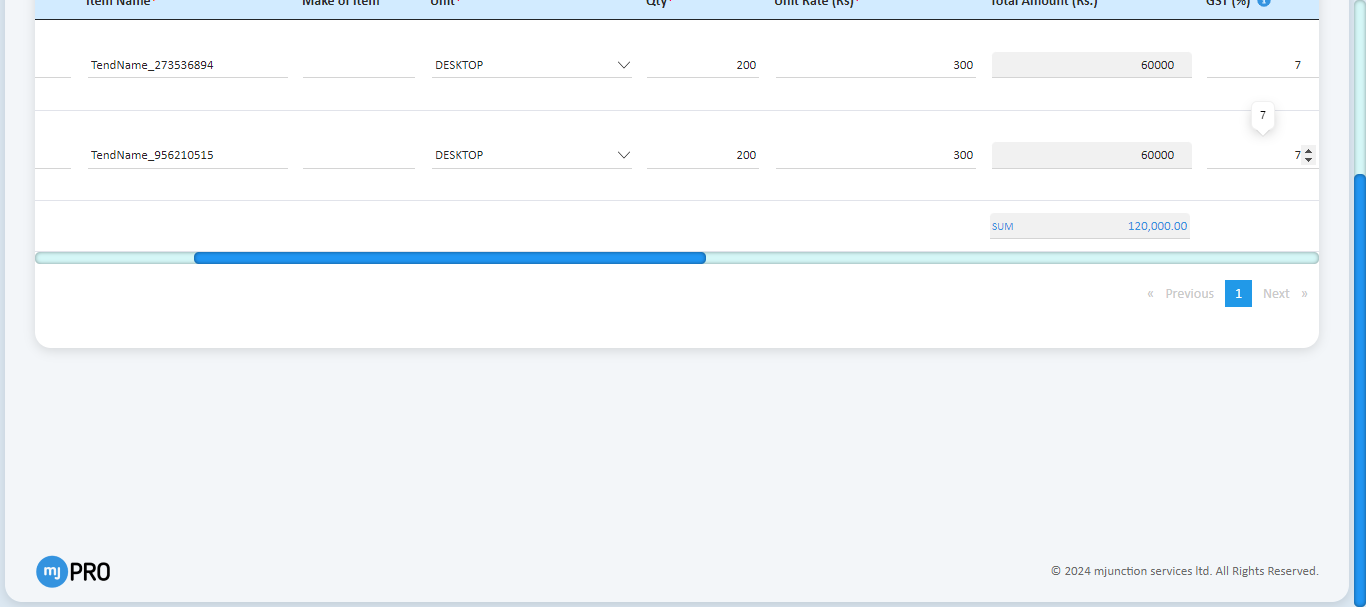 Item Name* Make of Item Unit* Qty* Unit Rate (Rs)* Total Amount (Rs.) GST (%) i
TendName_273536894 DESKTOP 200 300 60000 7
7
TendName_956210515 DESKTOP 200 300 60000 7
SUM 120,000.00
« Previous 1 Next »
mj PRO © 2024 mjunction services ltd. All Rights Reserved.